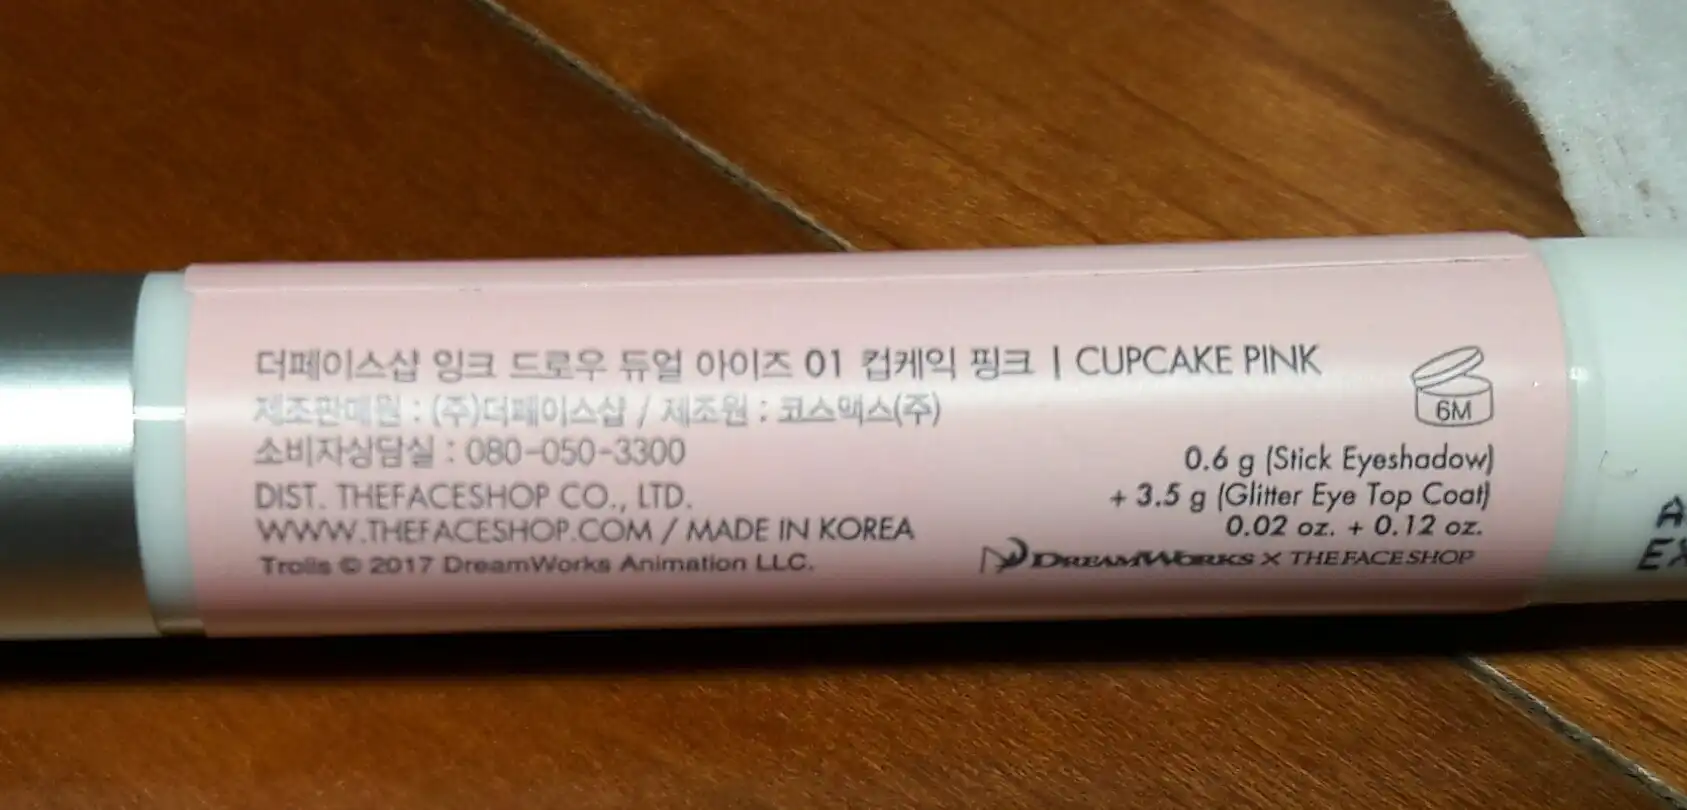 더페이스샵 잉크 드로우 듀얼 아이즈 01 컵케익 핑크 | CUPCAKE PINK
제조판매원 : (주)더페이스샵 / 제조원 : 코스맥스(주)
소비자상담실 : 080-050-3300
DIST. THEFACESHOP CO., LTD.
WWW.THEFACESHOP.COM / MADE IN KOREA
Trolls © 2017 DreamWorks Animation LLC.
6M
0.6 g (Stick Eyeshadow)
+ 3.5 g (Glitter Eye Top Coat)
0.02 oz. + 0.12 oz.
DREAMWORKS X THEFACESHOP